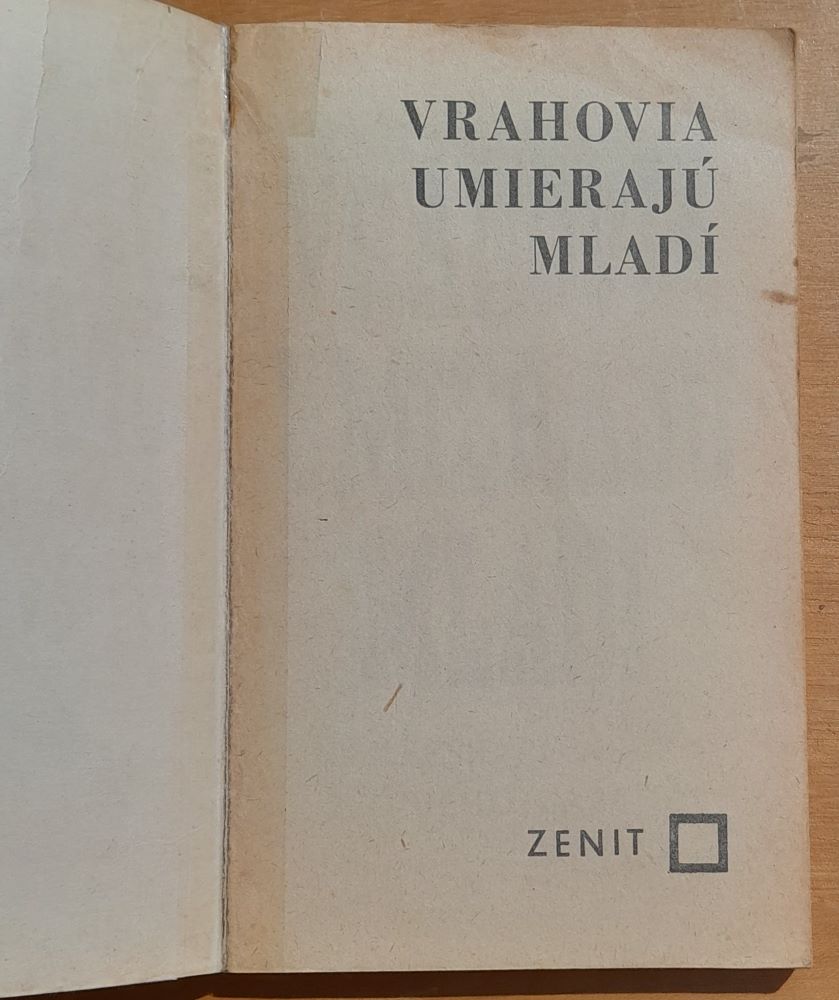 VRAHOVIA
UMIERAJÚ
MLADÍ
ZENIT